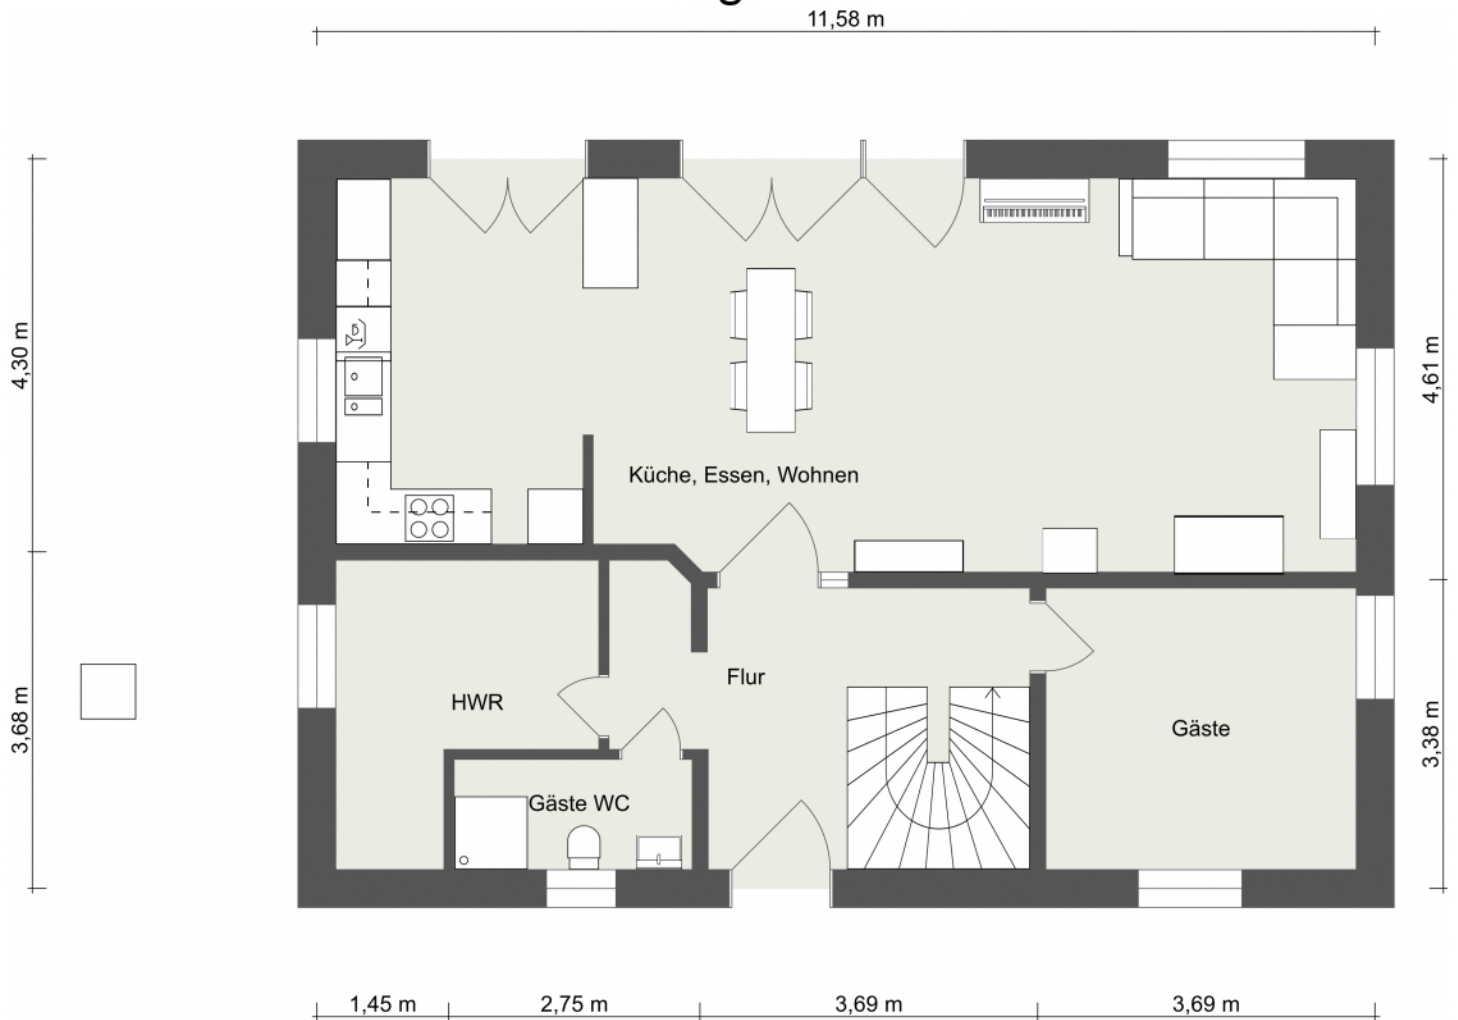 11,58 m
4,30 m
4,61 m
Küche, Essen, Wohnen
Flur
HWR
Gäste
3,68 m
3,38 m
Gäste WC
1,45 m
2,75 m
3,69 m
3,69 m